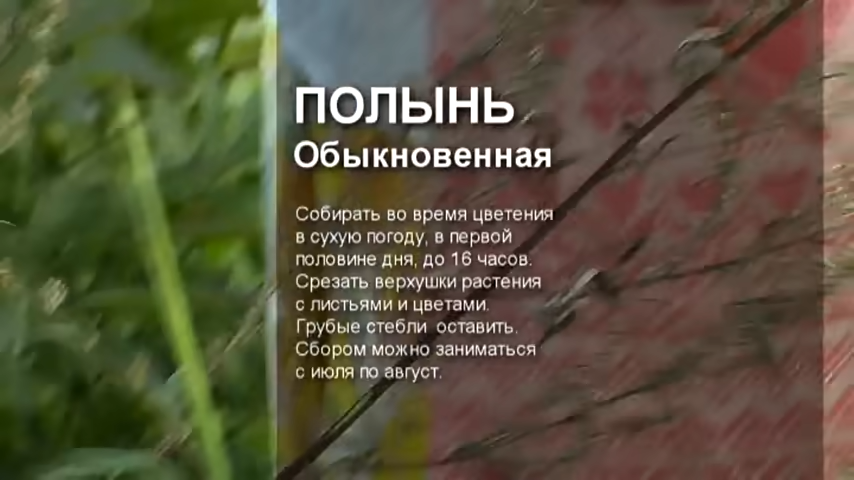 ПОЛЫНЬ
Обыкновенная
Собирать во время цветения
в сухую погоду, в первой
половине дня, до 16 часов.
Срезать верхушки растения
с листьями и цветами.
Грубые стебли оставить.
Сбором можно заниматься
с июля по август.